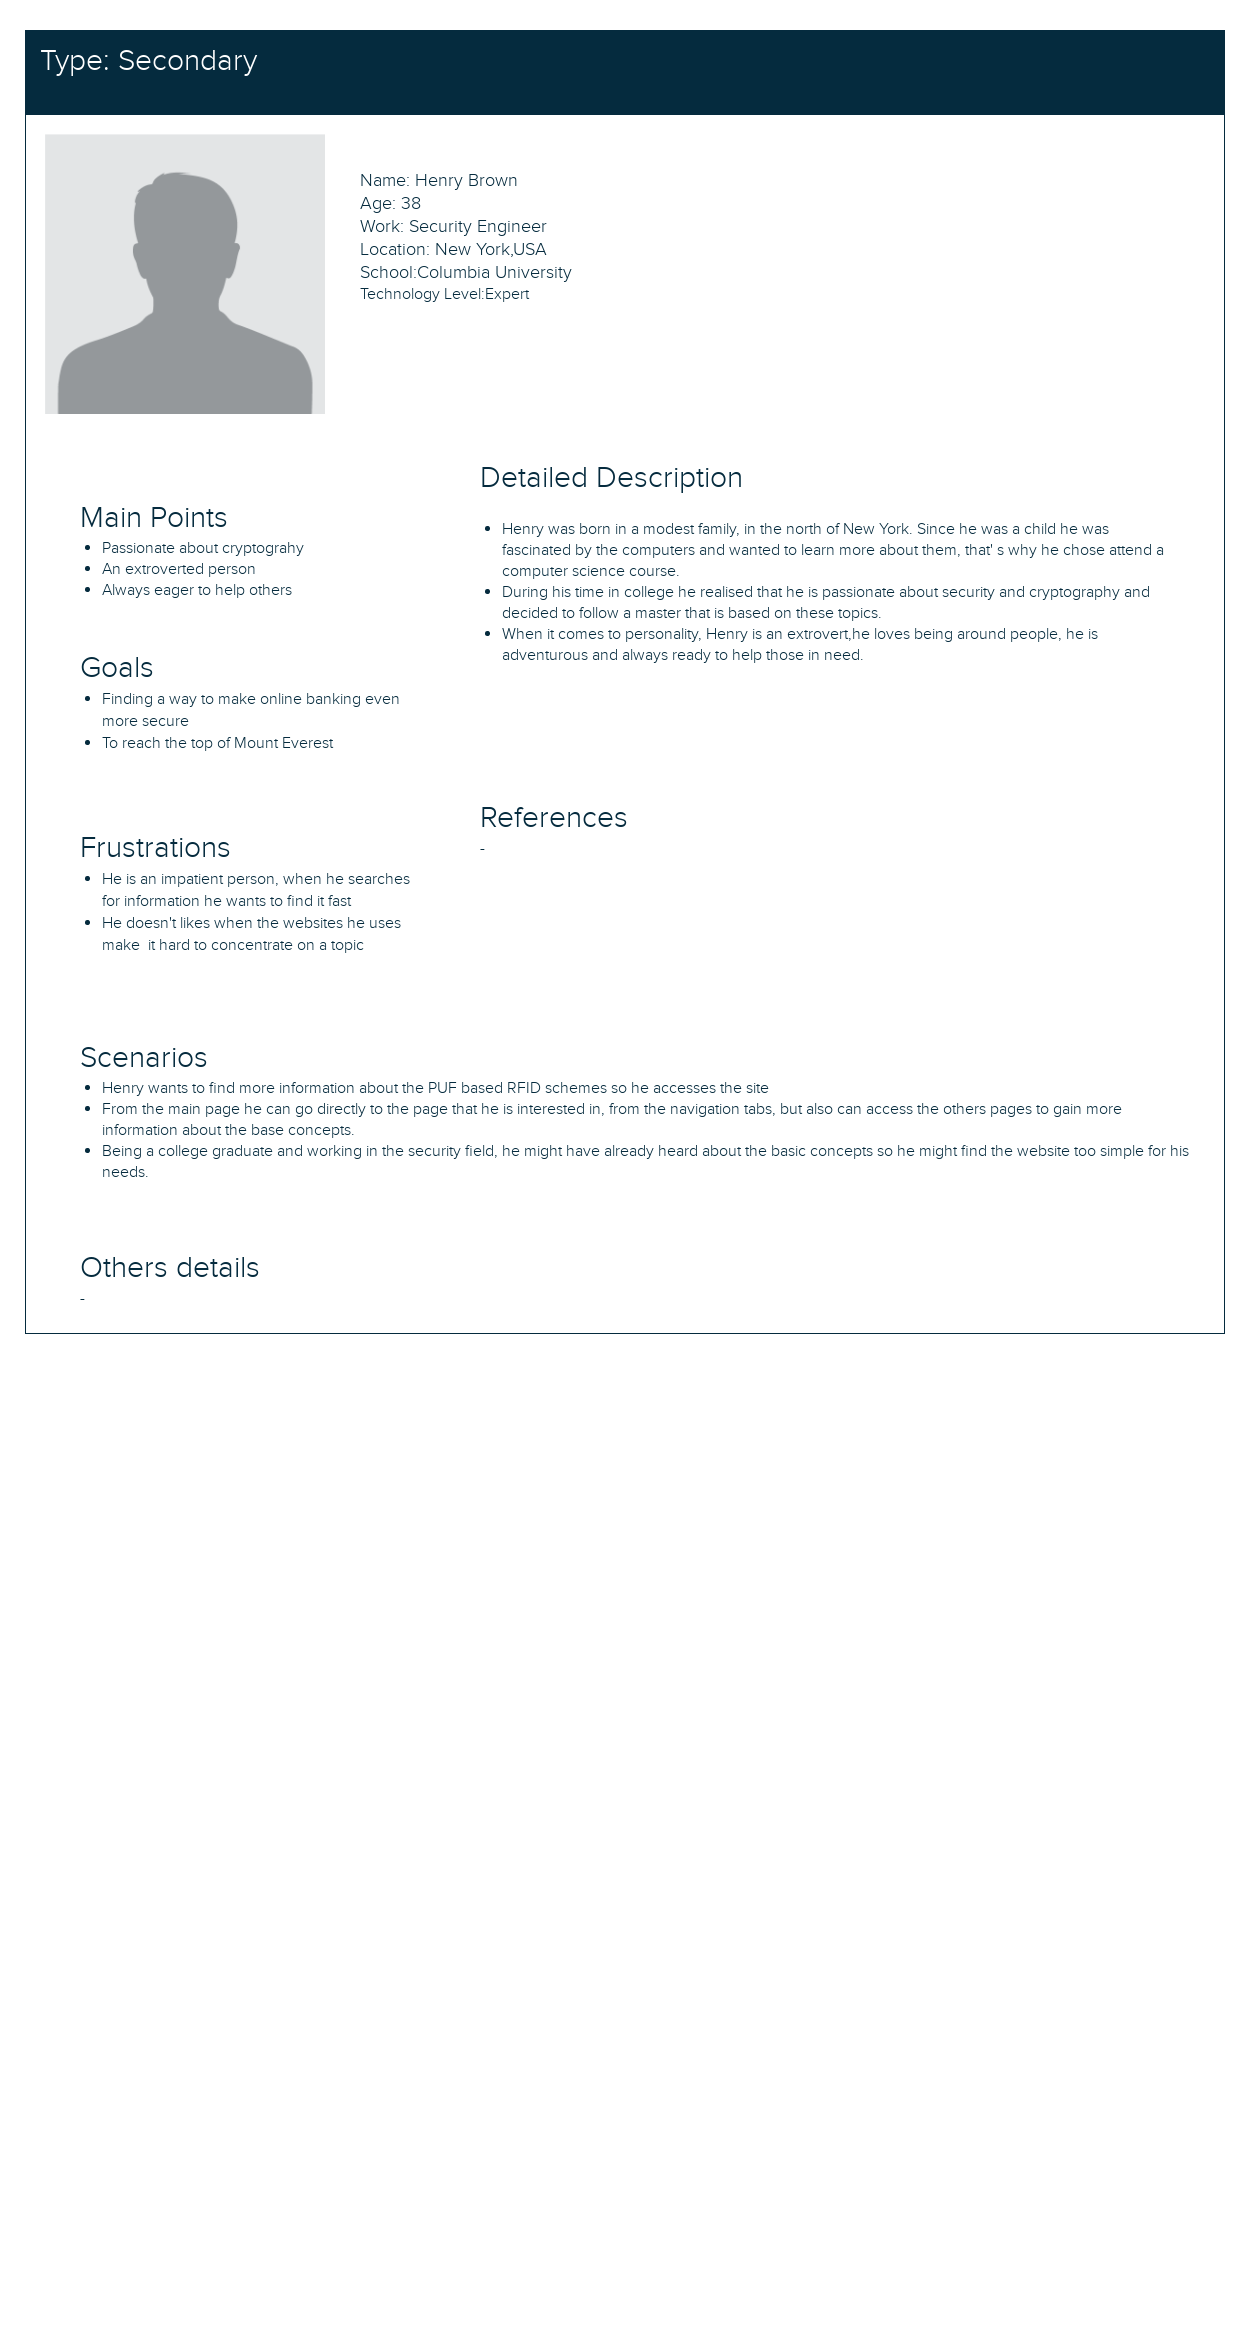 Type: Secondary
Name: Henry Brown
Age: 38
Work: Security Engineer
Location: New York,USA
School:Columbia University
Technology Level:Expert
Main Points
• Passionate about cryptograhy
• An extroverted person
• Always eager to help others
Goals
• Finding a way to make online banking even
more secure
• To reach the top of Mount Everest
Frustrations
• He is an impatient person, when he searches
for information he wants to find it fast
• He doesn't likes when the websites he uses
make  it hard to concentrate on a topic
Detailed Description
• Henry was born in a modest family, in the north of New York. Since he was a child he was
fascinated by the computers and wanted to learn more about them, that' s why he chose attend a
computer science course.
• During his time in college he realised that he is passionate about security and cryptography and
decided to follow a master that is based on these topics.
• When it comes to personality, Henry is an extrovert,he loves being around people, he is
adventurous and always ready to help those in need.
References
-
Scenarios
• Henry wants to find more information about the PUF based RFID schemes so he accesses the site
• From the main page he can go directly to the page that he is interested in, from the navigation tabs, but also can access the others pages to gain more
information about the base concepts.
• Being a college graduate and working in the security field, he might have already heard about the basic concepts so he might find the website too simple for his
needs.
Others details
-